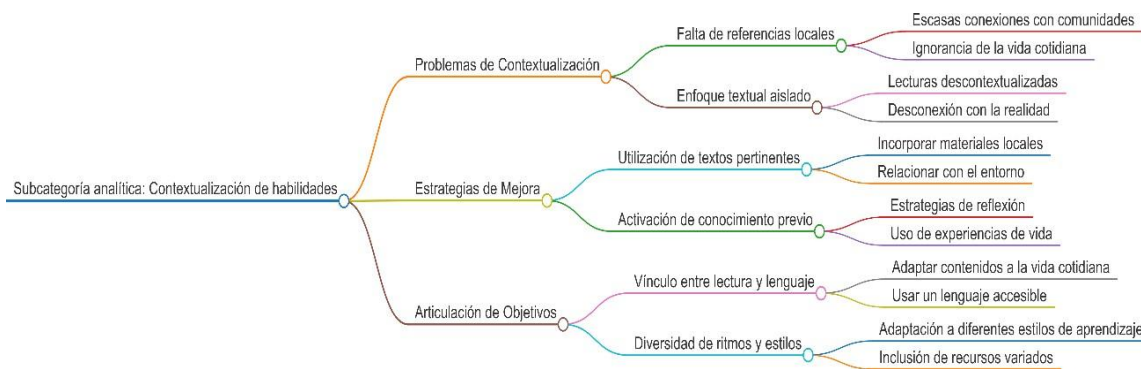 Subcategoría analítica: Contextualización de habilidades
Problemas de Contextualización
Falta de referencias locales
Escasas conexiones con comunidades
Ignorancia de la vida cotidiana
Enfoque textual aislado
Lecturas descontextualizadas
Desconexión con la realidad
Estrategias de Mejora
Utilización de textos pertinentes
Incorporar materiales locales
Relacionar con el entorno
Activación de conocimiento previo
Estrategias de reflexión
Uso de experiencias de vida
Articulación de Objetivos
Vínculo entre lectura y lenguaje
Adaptar contenidos a la vida cotidiana
Usar un lenguaje accesible
Diversidad de ritmos y estilos
Adaptación a diferentes estilos de aprendizaje
Inclusión de recursos variados